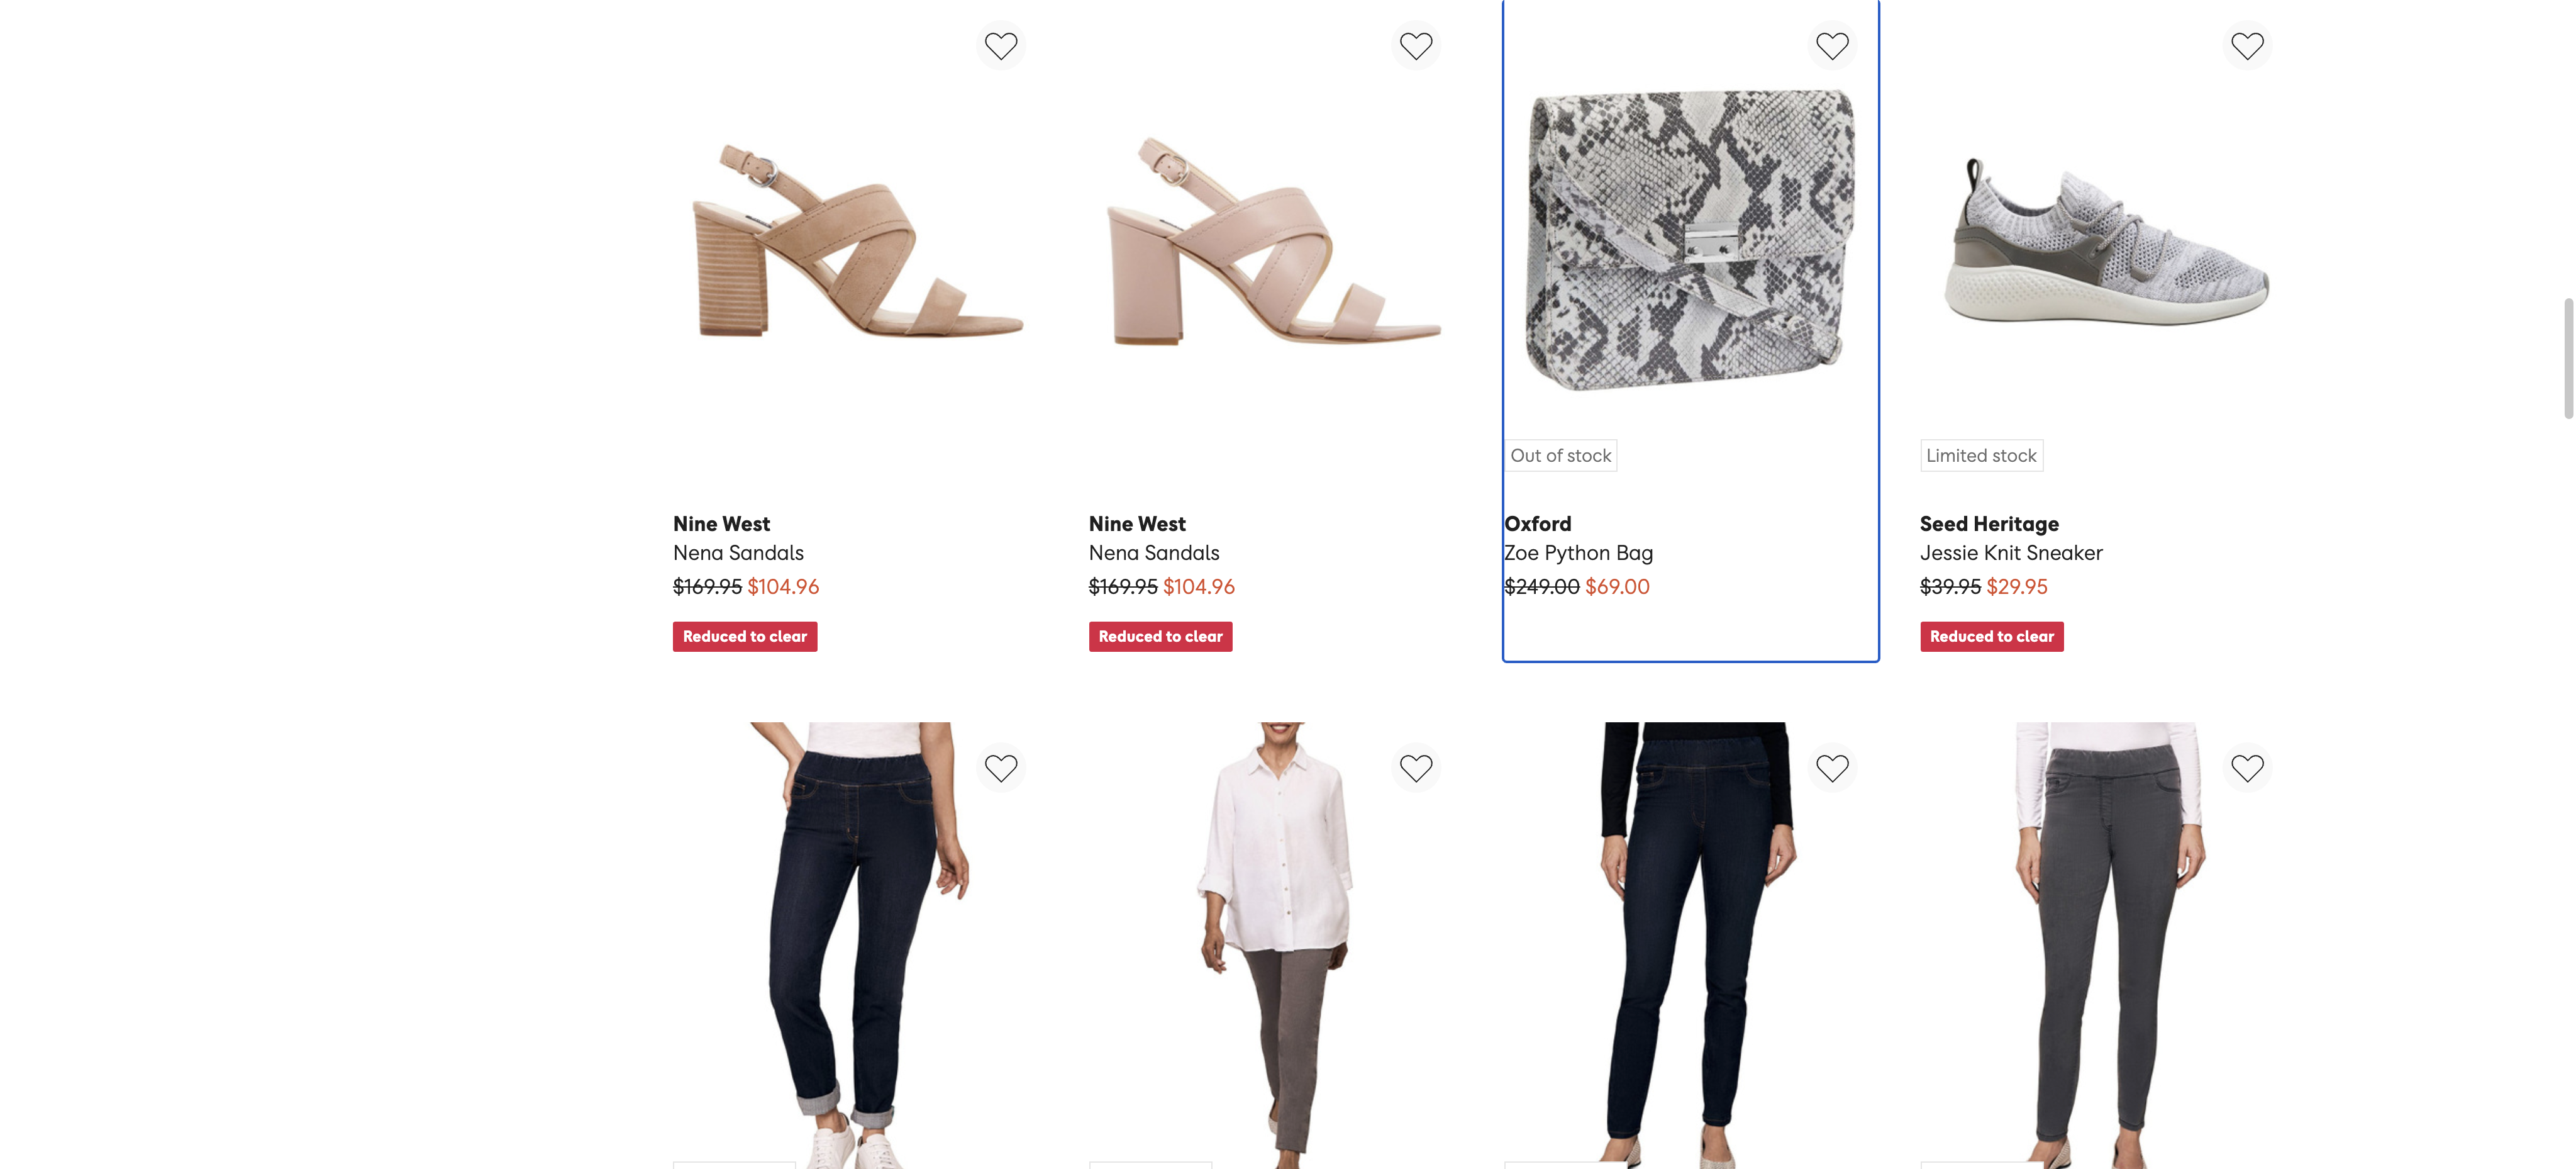 Out of stock
Limited stock
Nine West
Nena Sandals
$169.95 $104.96
Reduced to clear
Nine West
Nena Sandals
$169.95 $104.96
Reduced to clear
Oxford
Zoe Python Bag
$249.00 $69.00
Seed Heritage
Jessie Knit Sneaker
$39.95 $29.95
Reduced to clear